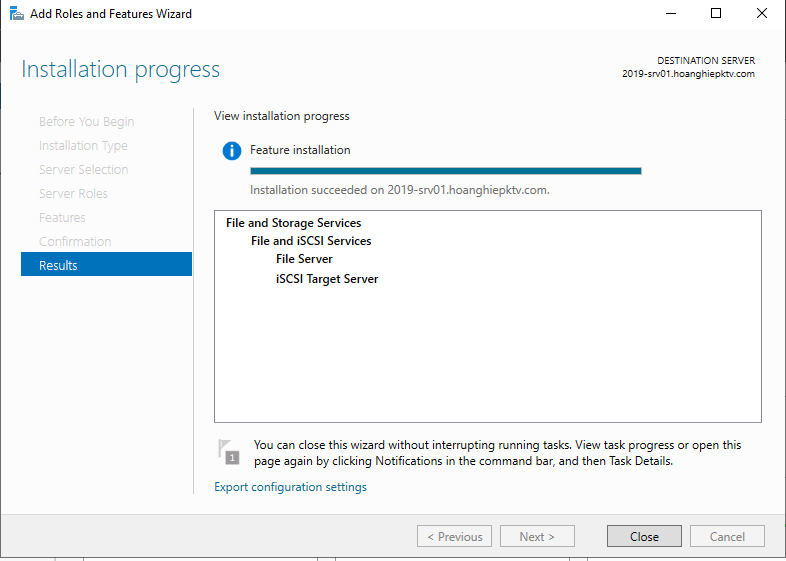 Add Roles and Features Wizard
Installation progress
DESTINATION SERVER
2019-srv01.hoanghiepktv.com
Before You Begin
Installation Type
Server Selection
Server Roles
Features
Confirmation
Results
View installation progress
Feature installation
Installation succeeded on 2019-srv01.hoanghiepktv.com.
File and Storage Services
File and iSCSI Services
File Server
iSCSI Target Server
1
You can close this wizard without interrupting running tasks. View task progress or open this
page again by clicking Notifications in the command bar, and then Task Details.
Export configuration settings
< Previous
Next >
Close
Cancel